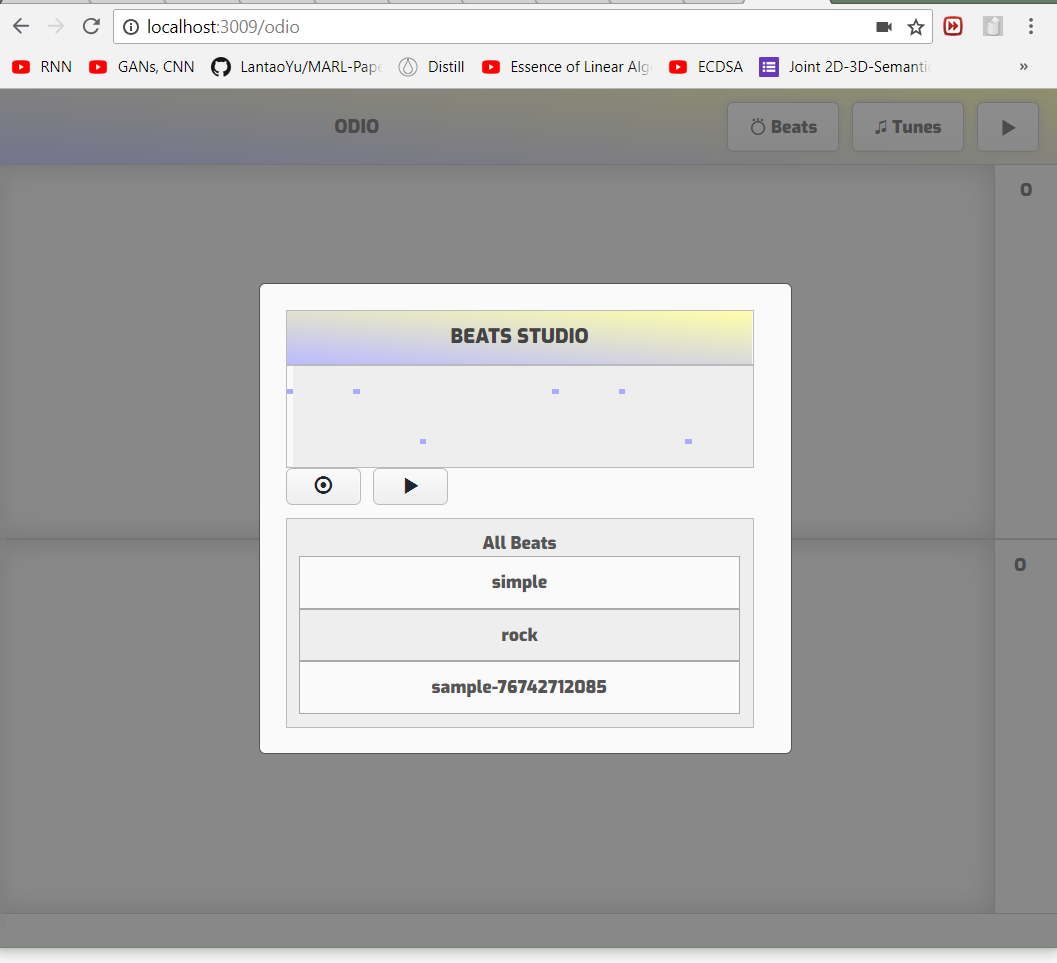 localhost:3009/odio
RNN GANs, CNN LantaoYu/MARL-Pape Distill Essence of Linear Alg ECDSA Joint 2D-3D-Semanti »
ODIO Beats Tunes
0
BEATS STUDIO
All Beats
simple
0
rock
sample-76742712085